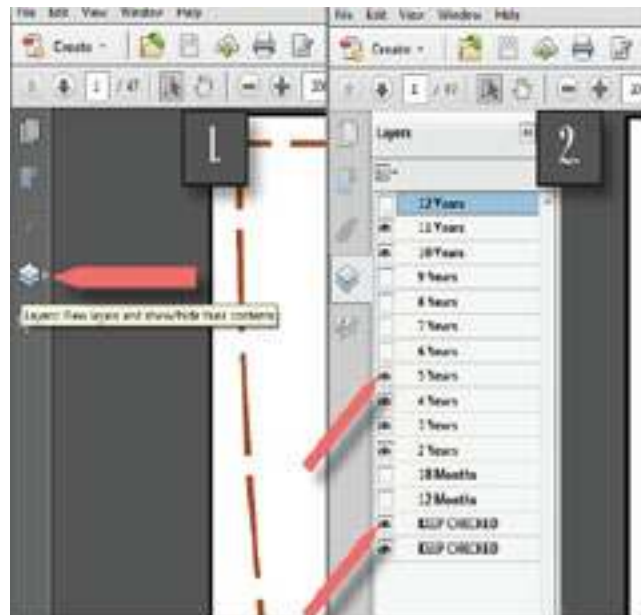 File Edit View Window Help
Create
1 / 47
1
Layers: View layers and show/hide their contents
File Edit View Window Help
Create
1 / 47
2
Layers
12 Years
11 Years
10 Years
9 Years
8 Years
7 Years
6 Years
5 Years
4 Years
3 Years
2 Years
18 Months
12 Months
KEEP CHECKED
KEEP CHECKED